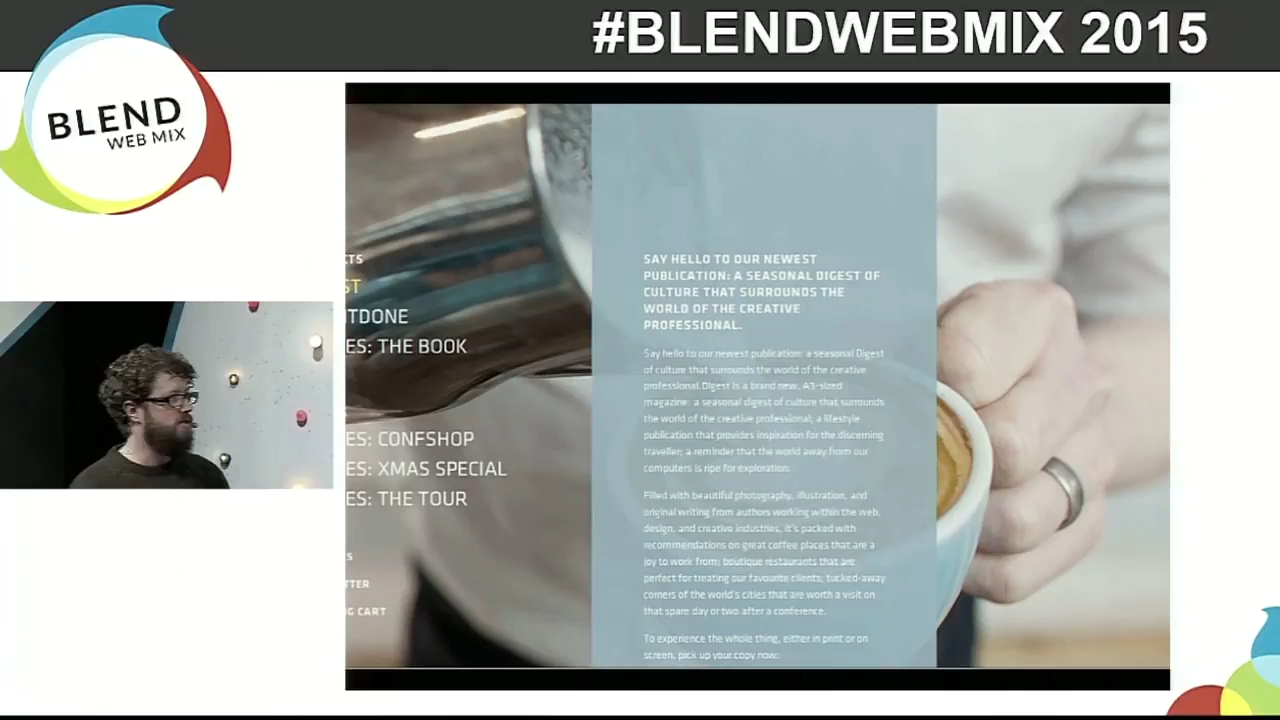 #BLENDWEBMIX 2015
BLEND
WEB MIX
CTS
ST
TDONE
ES: THE BOOK
ES: CONFSHOP
ES: XMAS SPECIAL
ES: THE TOUR
S
TTER
G CART
SAY HELLO TO OUR NEWEST
PUBLICATION: A SEASONAL DIGEST OF
CULTURE THAT SURROUNDS THE
WORLD OF THE CREATIVE
PROFESSIONAL.
Say hello to our newest publication: a seasonal Digest
of culture that surrounds the world of the creative
professional.Digest is a brand new, A3-sized
magazine: a seasonal digest of culture that surrounds
the world of the creative professional; a lifestyle
publication that provides inspiration for the discerning
traveller; a reminder that the world away from our
computers is ripe for exploration.
Filled with beautiful photography, illustration, and
original writing from authors working within the web,
design, and creative industries, it's packed with
recommendations on great coffee places that are a
joy to work from; boutique restaurants that are
perfect for treating our favourite clients; tucked-away
corners of the world's cities that are worth a visit on
that spare day or two after a conference.
To experience the whole thing, either in print or on
screen, pick up your copy now: